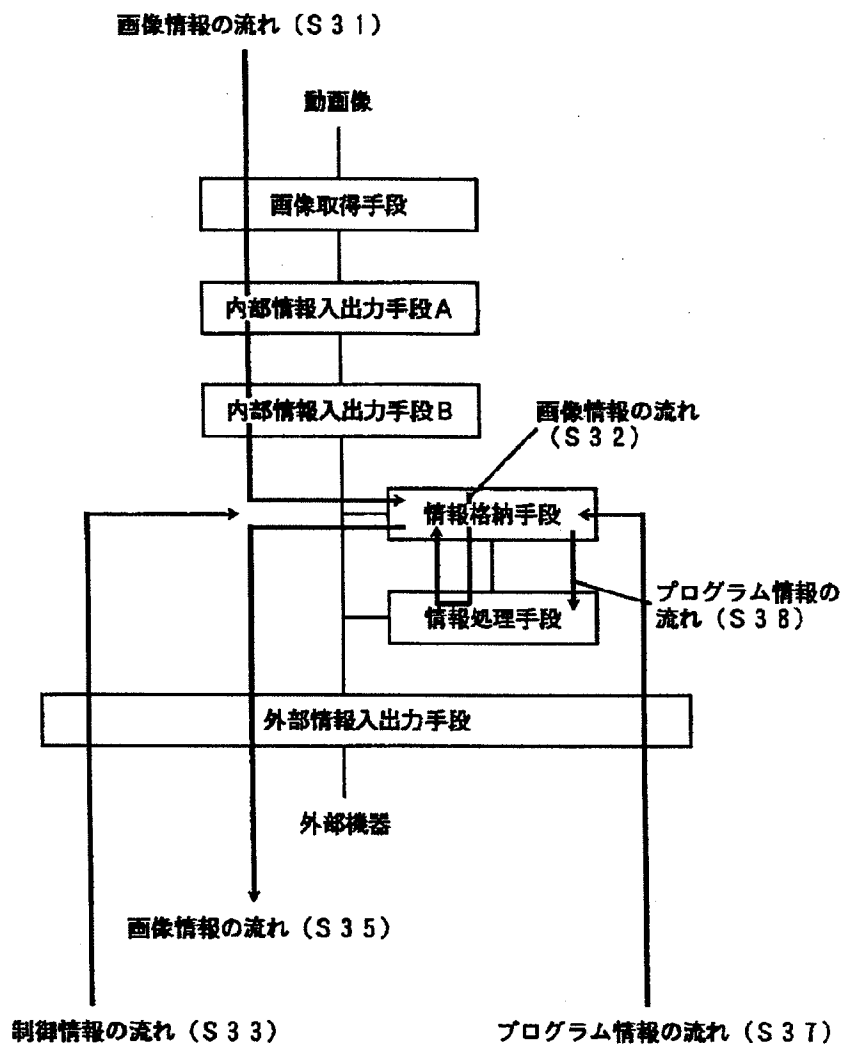 画像情報の流れ（S31）
動画像
画像取得手段
内部情報入出力手段A
内部情報入出力手段B
画像情報の流れ
（S32）
情報格納手段
プログラム情報の
流れ（S38）
情報処理手段
外部情報入出力手段
外部機器
画像情報の流れ（S35）
制御情報の流れ（S33）
プログラム情報の流れ（S37）